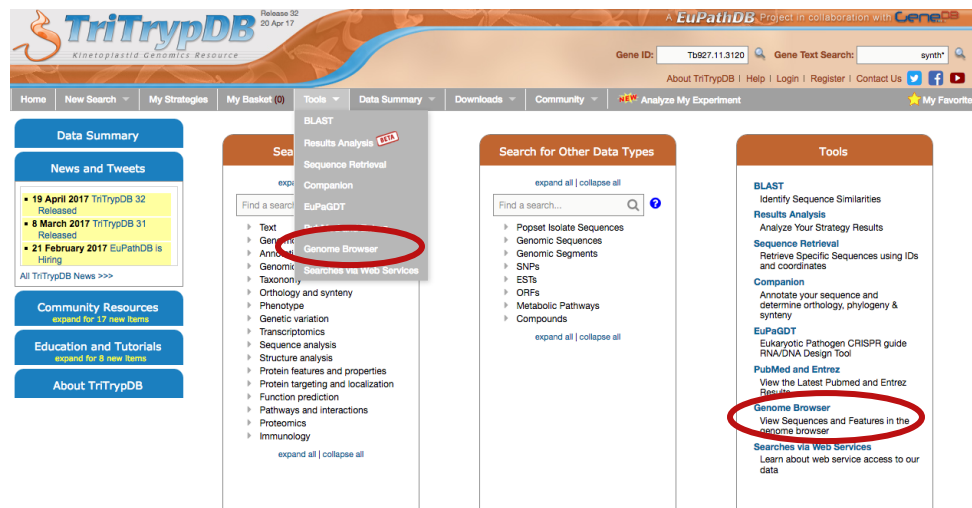 TriTrypDB
Release 32
20 Apr 17
Kinetoplastid Genomics Resource
A EuPathDB Project in collaboration with GeneDB
Gene ID: Tb927.11.3120 Gene Text Search: synth*
About TriTrypDB | Help | Login | Register | Contact Us
Home New Search My Strategies My Basket (0) Tools Data Summary Downloads Community NEW Analyze My Experiment My Favorite
BLAST
Results Analysis BETA
Sequence Retrieval
Companion
EuPaGDT
Genome Browser
Searches via Web Services
Data Summary
News and Tweets
19 April 2017 TriTrypDB 32
Released
8 March 2017 TriTrypDB 31
Released
21 February 2017 EuPathDB is
Hiring
All TriTrypDB News >>>
Community Resources
expand for 17 new items
Education and Tutorials
expand for 8 new items
About TriTrypDB
Sea
expa
Find a search
Text
Taxonomy
Orthology and synteny
Phenotype
Genetic variation
Transcriptomics
Sequence analysis
Structure analysis
Protein features and properties
Protein targeting and localization
Function prediction
Pathways and interactions
Proteomics
Immunology
expand all | collapse all
Search for Other Data Types
expand all | collapse all
Find a search...
Popset Isolate Sequences
Genomic Sequences
Genomic Segments
SNPs
ESTs
ORFs
Metabolic Pathways
Compounds
expand all | collapse all
Tools
BLAST
Identify Sequence Similarities
Results Analysis
Analyze Your Strategy Results
Sequence Retrieval
Retrieve Specific Sequences using IDs
and coordinates
Companion
Annotate your sequence and
determine orthology, phylogeny &
synteny
EuPaGDT
Eukaryotic Pathogen CRISPR guide
RNA/DNA Design Tool
PubMed and Entrez
View the Latest Pubmed and Entrez
Results
Genome Browser
View Sequences and Features in the
genome browser
Searches via Web Services
Learn about web service access to our
data